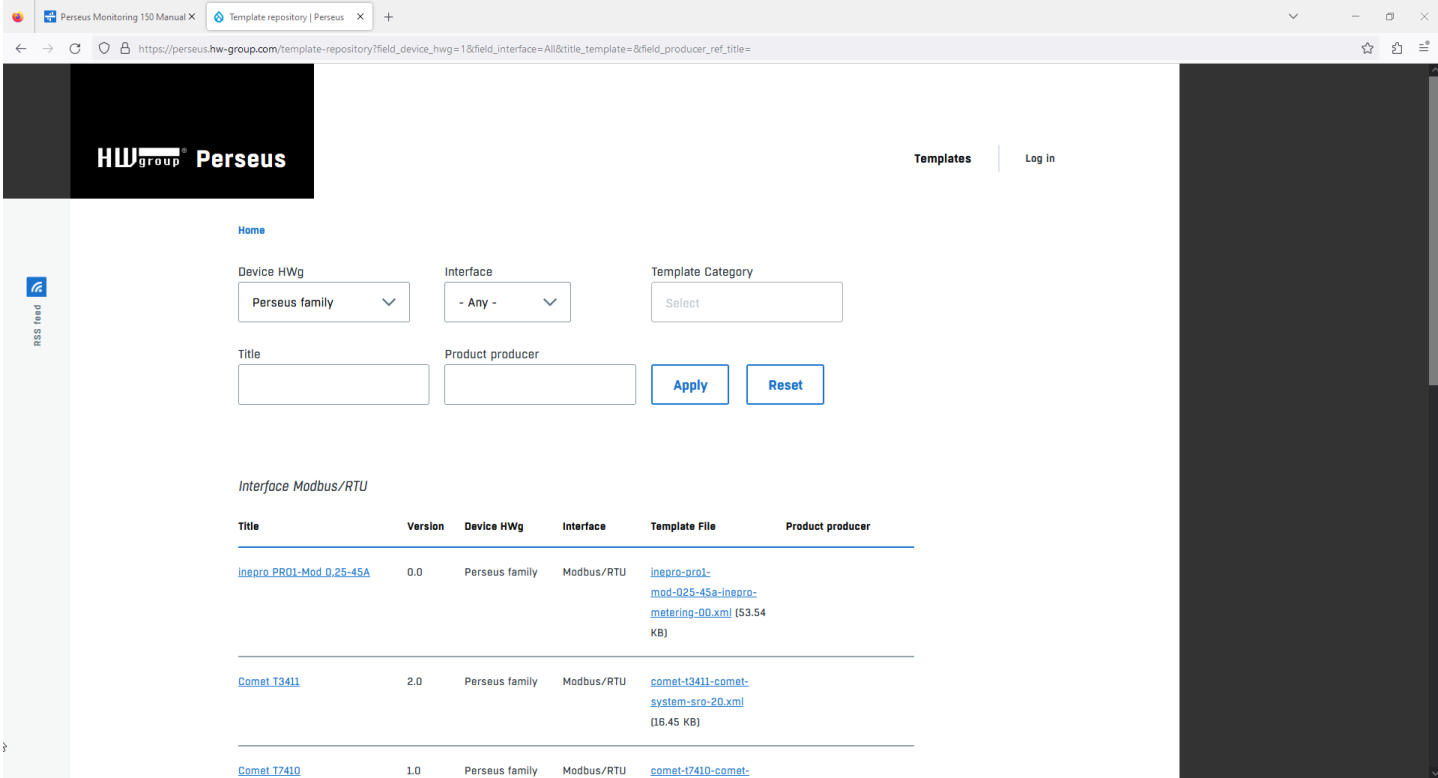 Perseus Monitoring 150 Manual
Template repository | Perseus
https://perseus.hw-group.com/template-repository?field_device_hwg=1&field_interface=All&title_template=&field_producer_ref_title=
HW group® Perseus
Templates
Log in
RSS feed
Home
Device HWg
Interface
Template Category
Perseus family
- Any -
Select
Title
Product producer
Apply
Reset
Interface Modbus/RTU
Title Version Device HWg Interface Template File Product producer
inepro PRO1-Mod 0,25-45A 0.0 Perseus family Modbus/RTU inepro-pro1-
mod-025-45a-inepro-
metering-00.xml (53.54
KB)
Comet T3411 2.0 Perseus family Modbus/RTU comet-t3411-comet-
system-sro-20.xml
(16.45 KB)
Comet T7410 1.0 Perseus family Modbus/RTU comet-t7410-comet-